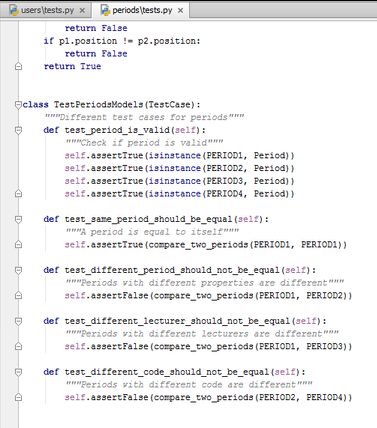 users\tests.py × periods\tests.py ×
return False
if p1.position != p2.position:
return False
return True
class TestPeriodsModels(TestCase):
"""Different test cases for periods"""
def test_period_is_valid(self):
"""Check if period is valid"""
self.assertTrue(isinstance(PERIOD1, Period))
self.assertTrue(isinstance(PERIOD2, Period))
self.assertTrue(isinstance(PERIOD3, Period))
self.assertTrue(isinstance(PERIOD4, Period))
def test_same_period_should_be_equal(self):
"""A period is equal to itself"""
self.assertTrue(compare_two_periods(PERIOD1, PERIOD1))
def test_different_period_should_not_be_equal(self):
"""Periods with different properties are different"""
self.assertFalse(compare_two_periods(PERIOD1, PERIOD2))
def test_different_lecturer_should_not_be_equal(self):
"""Periods with different lecturers are different"""
self.assertFalse(compare_two_periods(PERIOD1, PERIOD3))
def test_different_code_should_not_be_equal(self):
"""Periods with different code are different"""
self.assertFalse(compare_two_periods(PERIOD2, PERIOD4))